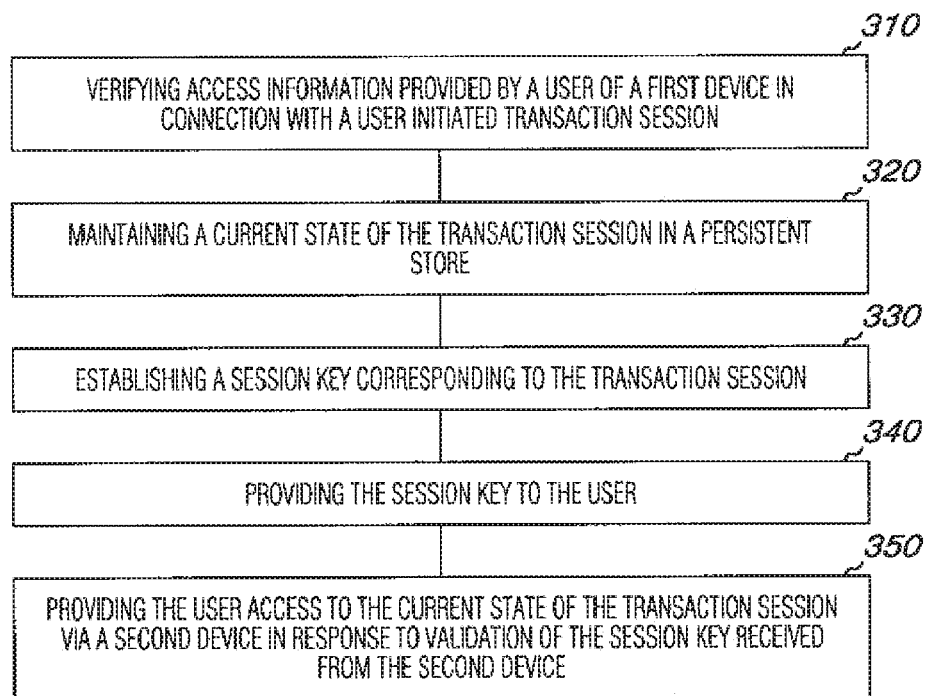 310
VERIFYING ACCESS INFORMATION PROVIDED BY A USER OF A FIRST DEVICE IN
CONNECTION WITH A USER INITIATED TRANSACTION SESSION
320
MAINTAINING A CURRENT STATE OF THE TRANSACTION SESSION IN A PERSISTENT
STORE
330
ESTABLISHING A SESSION KEY CORRESPONDING TO THE TRANSACTION SESSION
340
PROVIDING THE SESSION KEY TO THE USER
350
PROVIDING THE USER ACCESS TO THE CURRENT STATE OF THE TRANSACTION SESSION
VIA A SECOND DEVICE IN RESPONSE TO VALIDATION OF THE SESSION KEY RECEIVED
FROM THE SECOND DEVICE